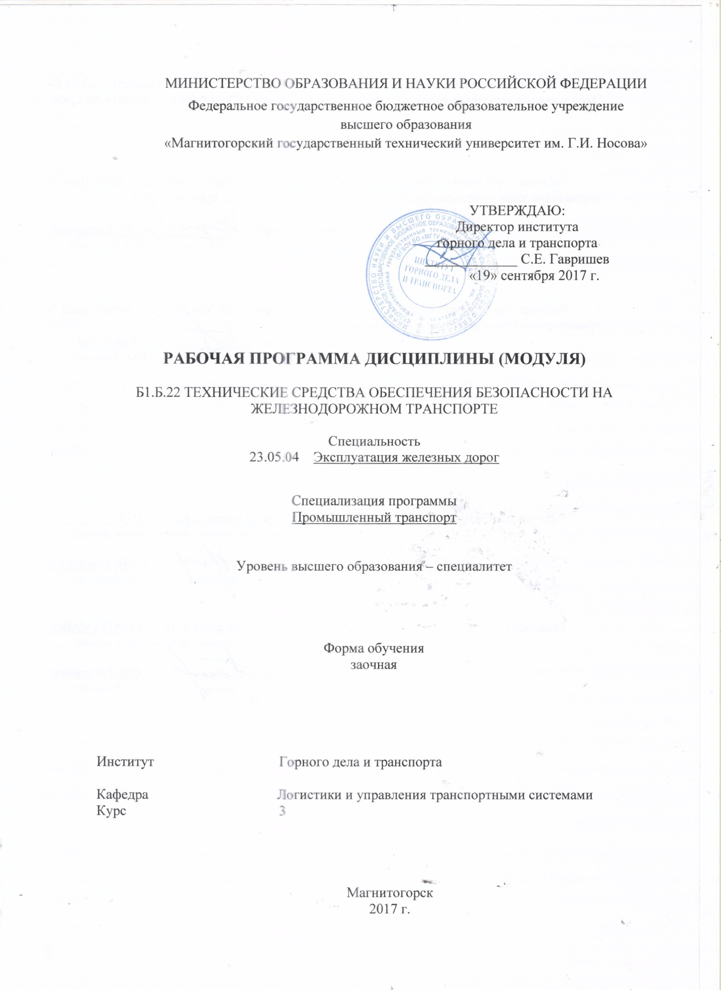 МИНИСТЕРСТВО ОБРАЗОВАНИЯ И НАУКИ РОССИЙСКОЙ ФЕДЕРАЦИИ
Федеральное государственное бюджетное образовательное учреждение
высшего образования
«Магнитогорский государственный технический университет им. Г.И. Носова»
УТВЕРЖДАЮ:
Директор института
горного дела и транспорта
С.Е. Гавришев
«19» сентября 2017 г.
ИНСТИТУТ
ГОРНОГО ДЕЛА
И ТРАНСПОРТА
РАБОЧАЯ ПРОГРАММА ДИСЦИПЛИНЫ (МОДУЛЯ)
Б1.Б.22 ТЕХНИЧЕСКИЕ СРЕДСТВА ОБЕСПЕЧЕНИЯ БЕЗОПАСНОСТИ НА
ЖЕЛЕЗНОДОРОЖНОМ ТРАНСПОРТЕ
Специальность
23.05.04 Эксплуатация железных дорог
Специализация программы
Промышленный транспорт
Уровень высшего образования – специалитет
Форма обучения
заочная
Институт Горного дела и транспорта
Кафедра Логистики и управления транспортными системами
Курс 3
Магнитогорск
2017 г.